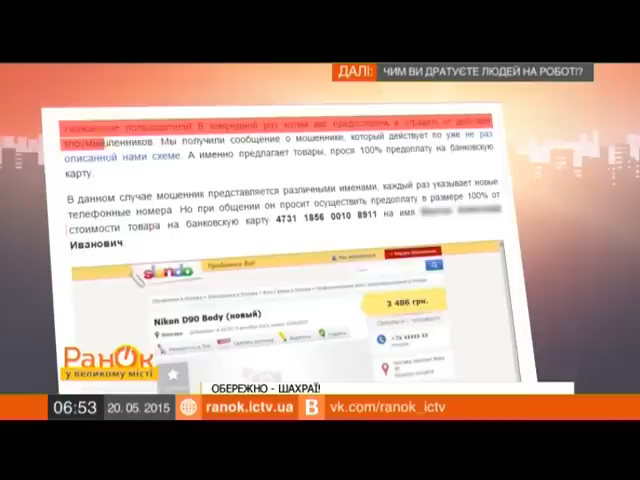 ДАЛІ: ЧИМ ВИ ДРАТУЄТЕ ЛЮДЕЙ НА РОБОТІ?
Уважаемые пользователи! В очередной раз хотим вас предостеречь и оградить от действий
злоумышленников. Мы получили сообщение о мошеннике, который действует по уже не раз
описанной нами схеме. А именно предлагает товары, прося 100% предоплату на банковскую
карту.
В данном случае мошенник представляется различными именами, каждый раз указывает новые
телефонные номера. Но при общении он просит осуществить предоплату в размере 100% от
стоимости товара на банковскую карту 4731 1856 0010 8911 на имя
Иванович.
slando
Nikon D90 Body (новый)
3 486 грн.
РАНОК
У ВЕЛИКОМУ МІСТІ
ОБЕРЕЖНО - ШАХРАЇ!
06:53 20. 05. 2015 ranok.ictv.ua B vk.com/ranok_ictv